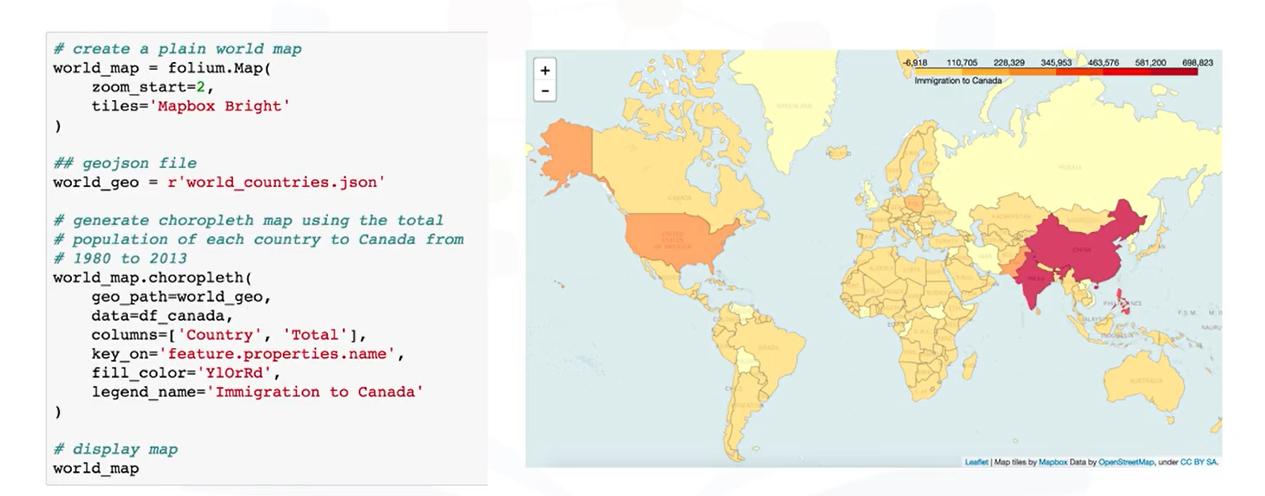 # create a plain world map
world_map = folium.Map(
zoom_start=2,
tiles='Mapbox Bright'
)
## geojson file
world_geo = r'world_countries.json'
# generate choropleth map using the total
# population of each country to Canada from
# 1980 to 2013
world_map.choropleth(
geo_path=world_geo,
data=df_canada,
columns=['Country', 'Total'],
key_on='feature.properties.name',
fill_color='YlOrRd',
legend_name='Immigration to Canada'
)
# display map
world_map
+
-
-6,918 110,705 228,329 345,953 463,576 581,200 698,823
Immigration to Canada
GREENLAND
RUSSIA
CANADA
KAZAKHSTAN
UNITED
STATES
OF AMERICA
CHINA
INDIA
BRAZIL
AUSTRALIA
F.S.M.
NAURU
Leaflet | Map tiles by Mapbox Data by OpenStreetMap, under CC BY SA.